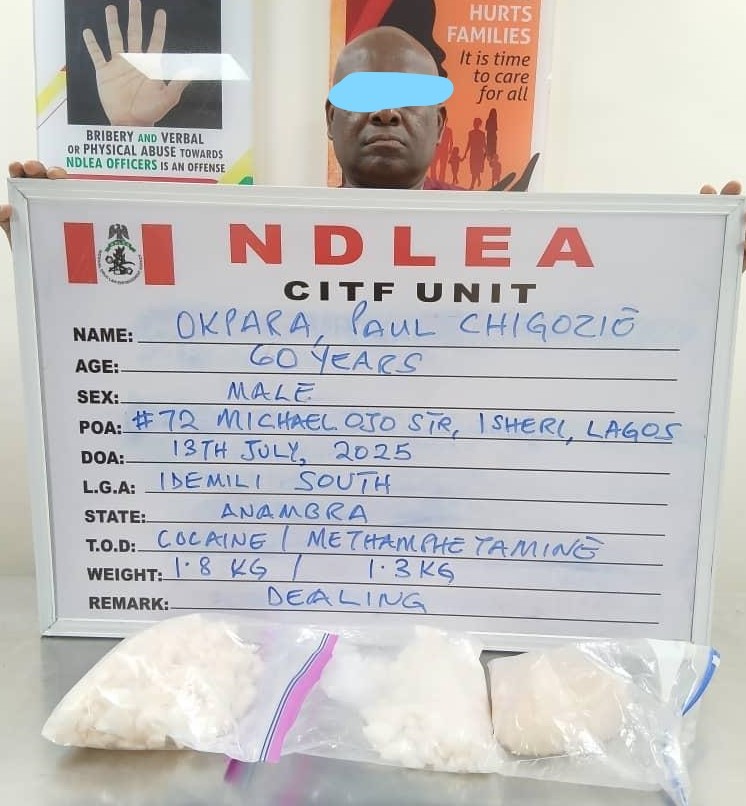 HURTS
FAMILIES
It is time
to care
for all
BRIBERY AND VERBAL
OR PHYSICAL ABUSE TOWARDS
NDLEA OFFICERS IS AN OFFENSE
NDLEA
CITF UNIT
NAME: OKPARA, PAUL CHIGOZIE
AGE: 60 YEARS
SEX: MALE
POA: #72 MICHAEL OJO STR, ISHERI, LAGOS
DOA: 13TH JULY, 2025
L.G.A: IDEMILI SOUTH
STATE: ANAMBRA
T.O.D: COCAINE / METHAMPHETAMINE
WEIGHT: 1.8 KG / 1.3 KG
REMARK: DEALING